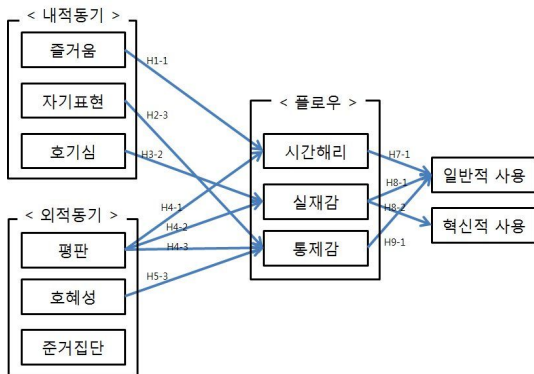 < 내적동기 >
즐거움
자기표현
호기심
< 외적동기 >
평판
호혜성
준거집단
H1-1
H2-3
H3-2
H4-1
H4-2
H4-3
H5-3
< 플로우 >
시간해리
실재감
통제감
H7-1
H8-1
H8-2
H9-1
일반적 사용
혁신적 사용